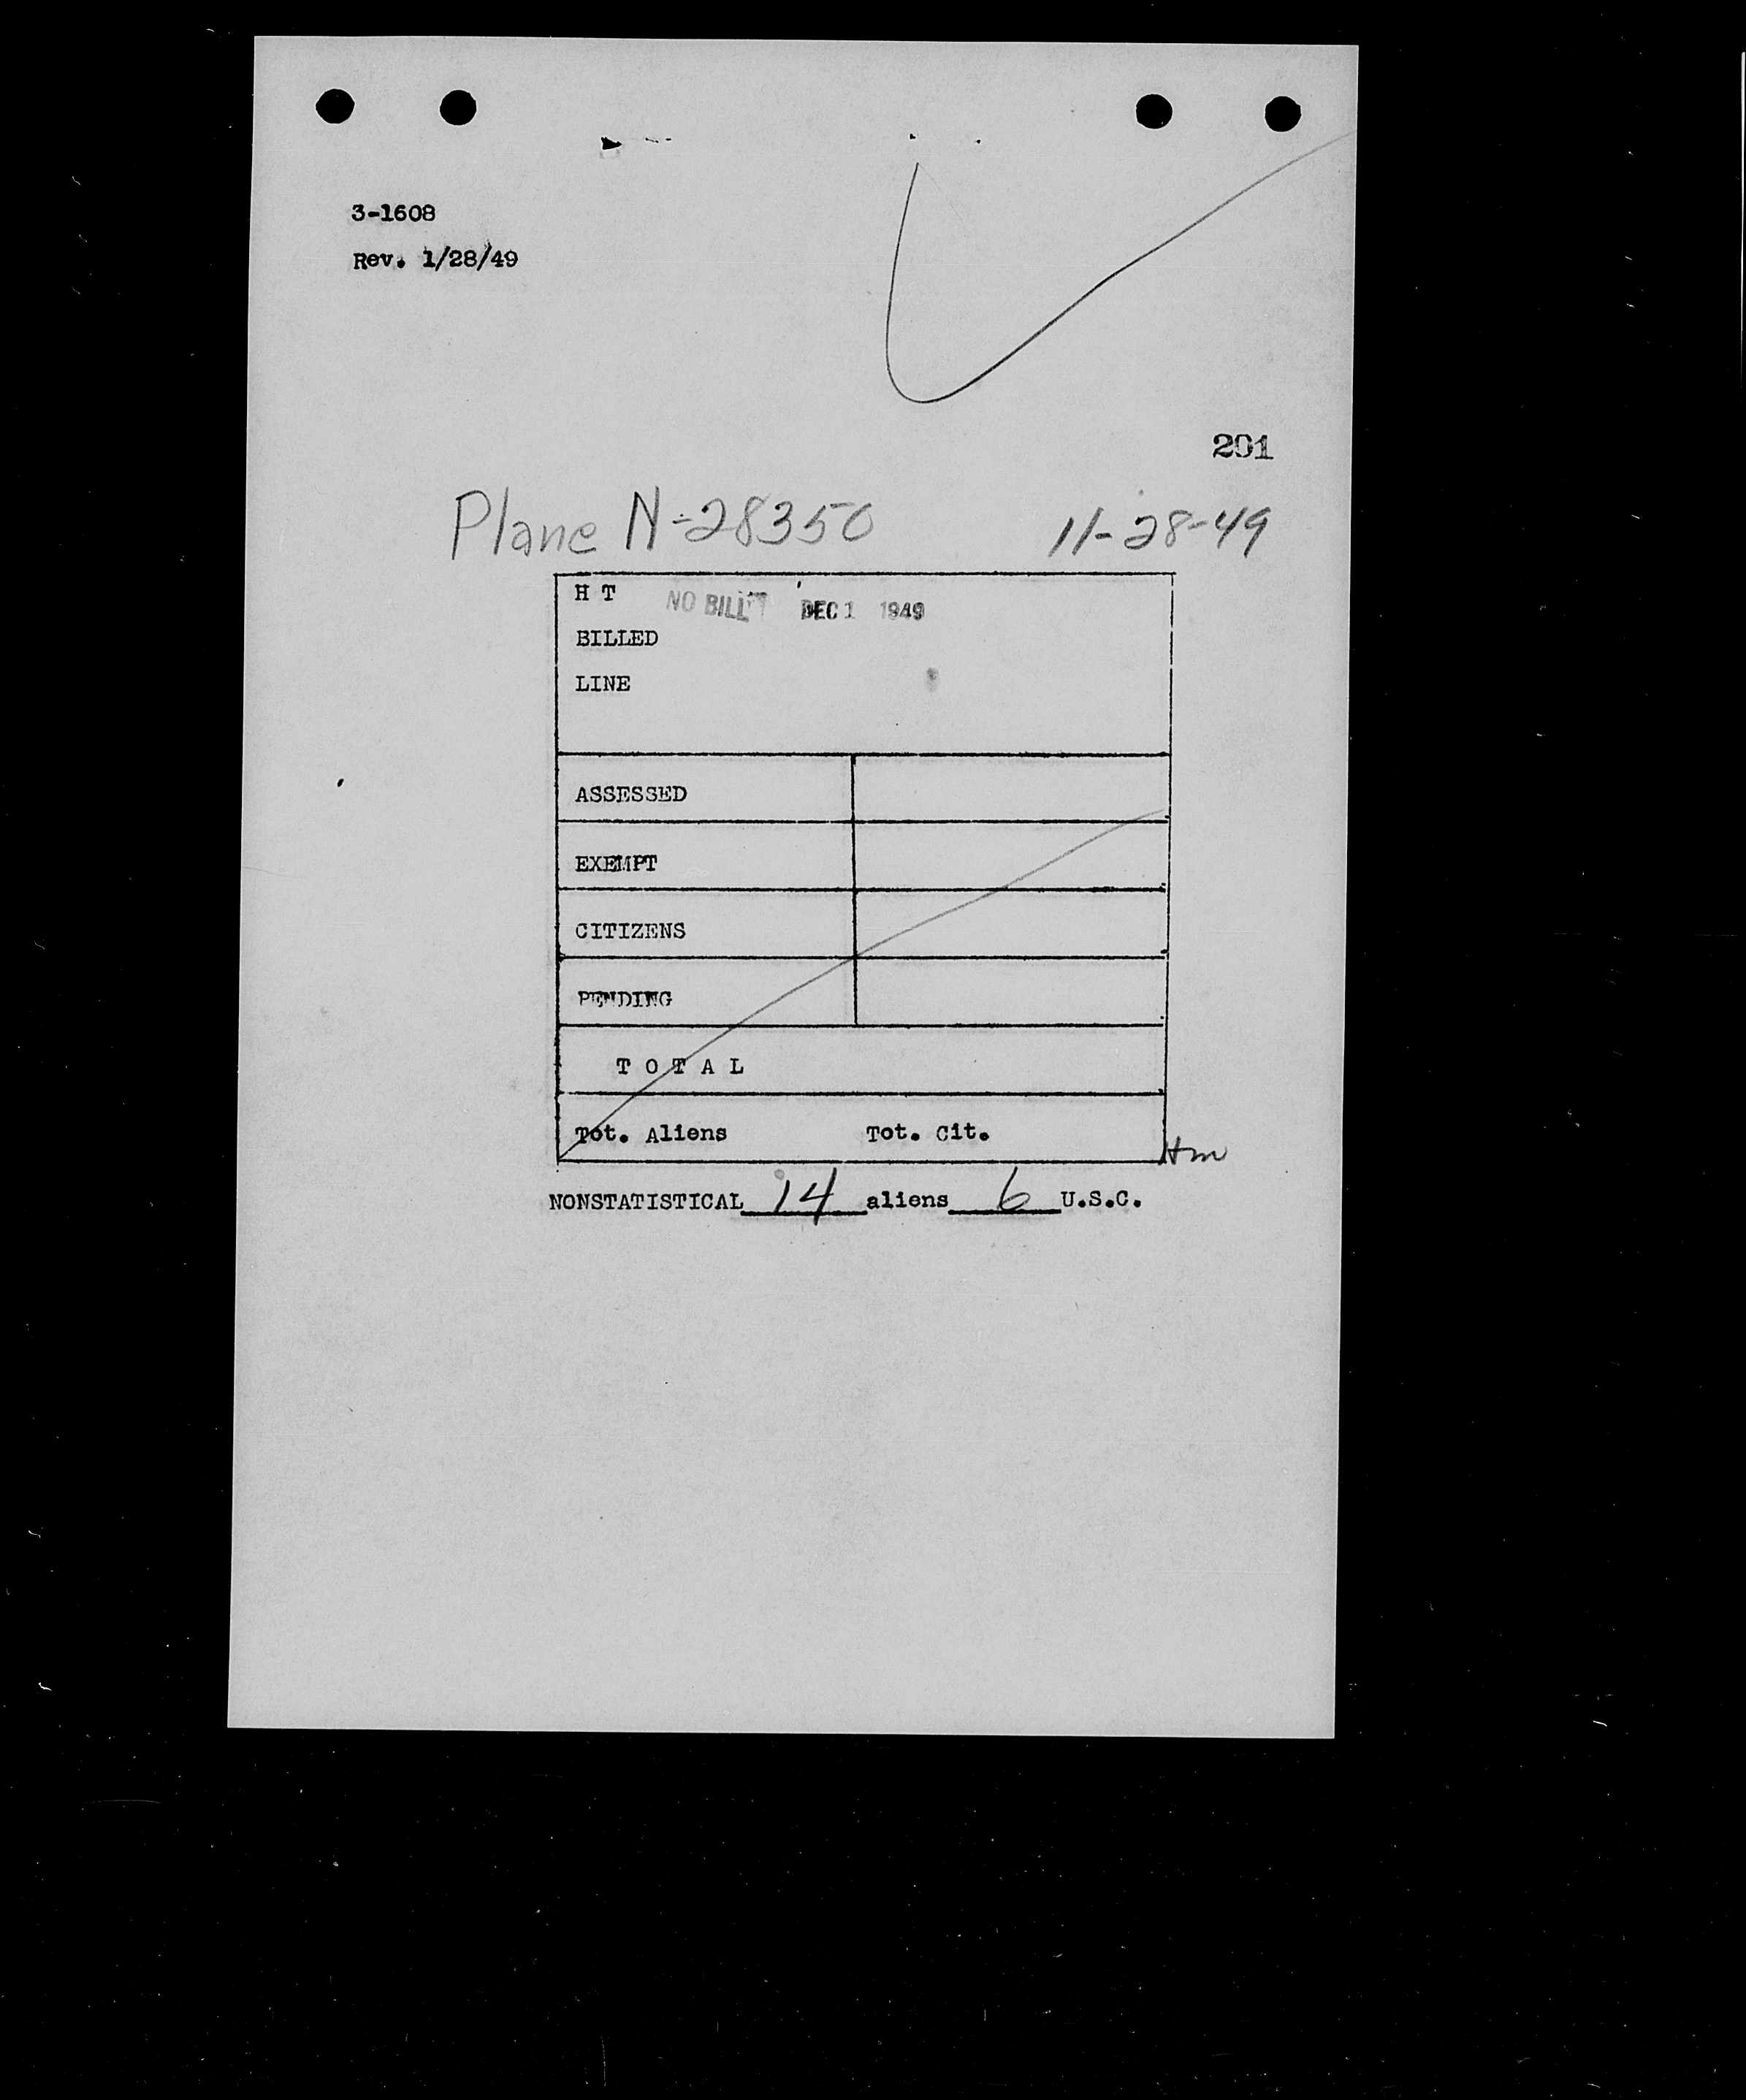 3-1608
Rev. 1/28/49
201
Plane N-28350 11-28-49
H T NO BILL DEC 1 1949
BILLED
LINE
ASSESSED
EXEMPT
CITIZENS
PENDING
T O T A L
Tot. Aliens Tot. Cit.
Hm
NONSTATISTICAL 14 aliens 6 U.S.C.